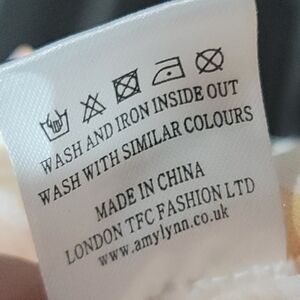 WASH AND IRON INSIDE OUT
WASH WITH SIMILAR COLOURS
MADE IN CHINA
LONDON TFC FASHION LTD
www.amylynn.co.uk